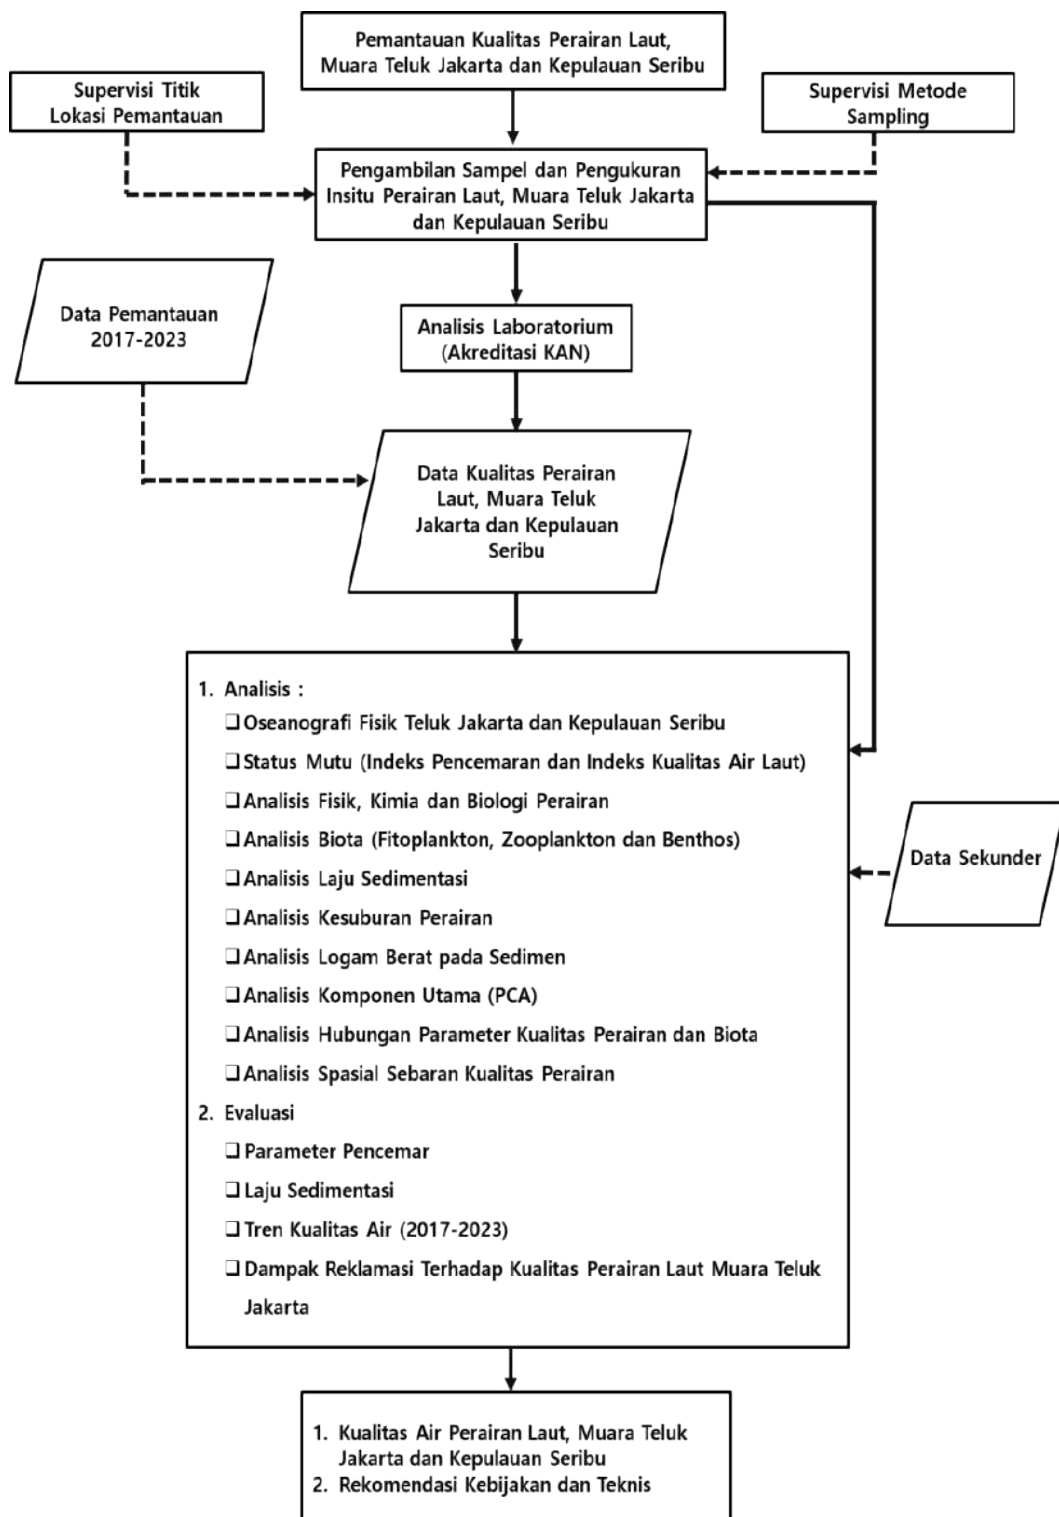 Pemantauan Kualitas Perairan Laut,
Muara Teluk Jakarta dan Kepulauan Seribu
Supervisi Titik
Lokasi Pemantauan
Supervisi Metode
Sampling
Pengambilan Sampel dan Pengukuran
Insitu Perairan Laut, Muara Teluk Jakarta
dan Kepulauan Seribu
Data Pemantauan
2017-2023
Analisis Laboratorium
(Akreditasi KAN)
Data Kualitas Perairan
Laut, Muara Teluk
Jakarta dan Kepulauan
Seribu
1. Analisis :
❑ Oseanografi Fisik Teluk Jakarta dan Kepulauan Seribu
❑ Status Mutu (Indeks Pencemaran dan Indeks Kualitas Air Laut)
❑ Analisis Fisik, Kimia dan Biologi Perairan
❑ Analisis Biota (Fitoplankton, Zooplankton dan Benthos)
❑ Analisis Laju Sedimentasi
❑ Analisis Kesuburan Perairan
❑ Analisis Logam Berat pada Sedimen
❑ Analisis Komponen Utama (PCA)
❑ Analisis Hubungan Parameter Kualitas Perairan dan Biota
❑ Analisis Spasial Sebaran Kualitas Perairan
2. Evaluasi
❑ Parameter Pencemar
❑ Laju Sedimentasi
❑ Tren Kualitas Air (2017-2023)
❑ Dampak Reklamasi Terhadap Kualitas Perairan Laut Muara Teluk
Jakarta
Data Sekunder
1. Kualitas Air Perairan Laut, Muara Teluk
Jakarta dan Kepulauan Seribu
2. Rekomendasi Kebijakan dan Teknis